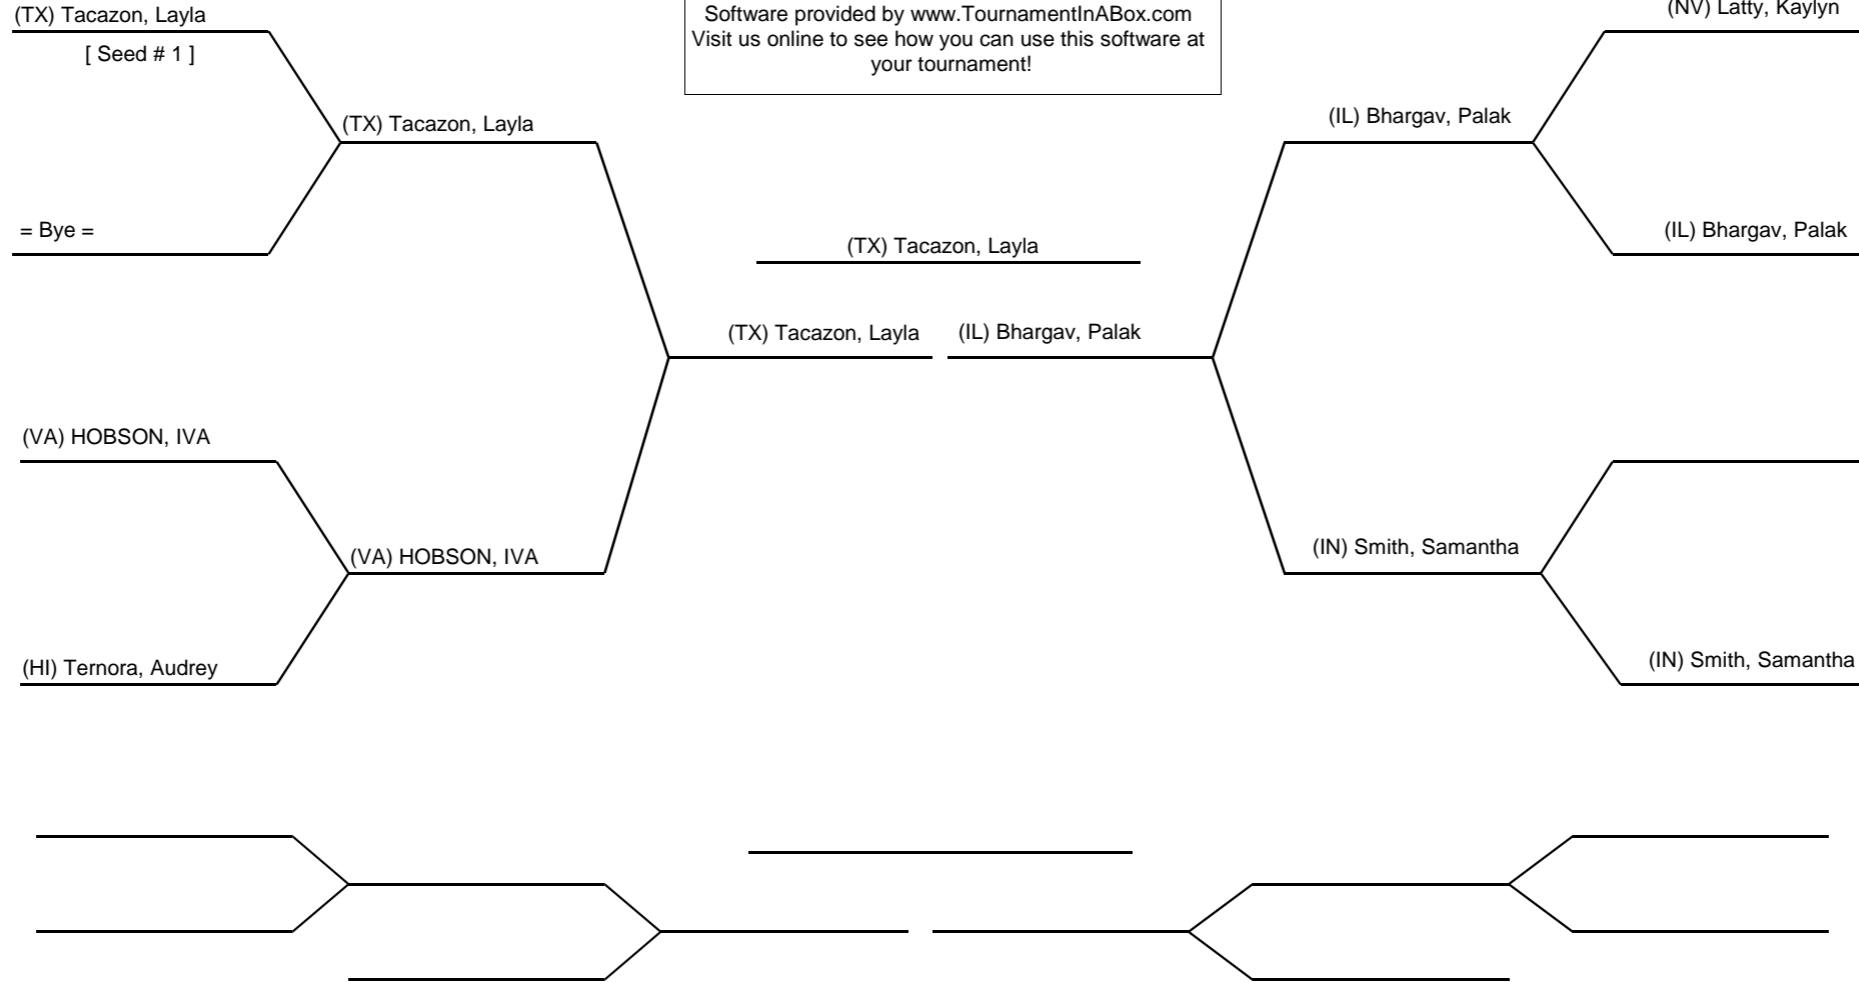 (TX) Tacazon, Layla
[ Seed # 1 ]
Software provided by www.TournamentInABox.com
Visit us online to see how you can use this software at
your tournament!
(NV) Latty, Kaylyn
(TX) Tacazon, Layla
(IL) Bhargav, Palak
= Bye =
(TX) Tacazon, Layla
(IL) Bhargav, Palak
(TX) Tacazon, Layla
(IL) Bhargav, Palak
(VA) HOBSON, IVA
(VA) HOBSON, IVA
(IN) Smith, Samantha
(HI) Ternora, Audrey
(IN) Smith, Samantha